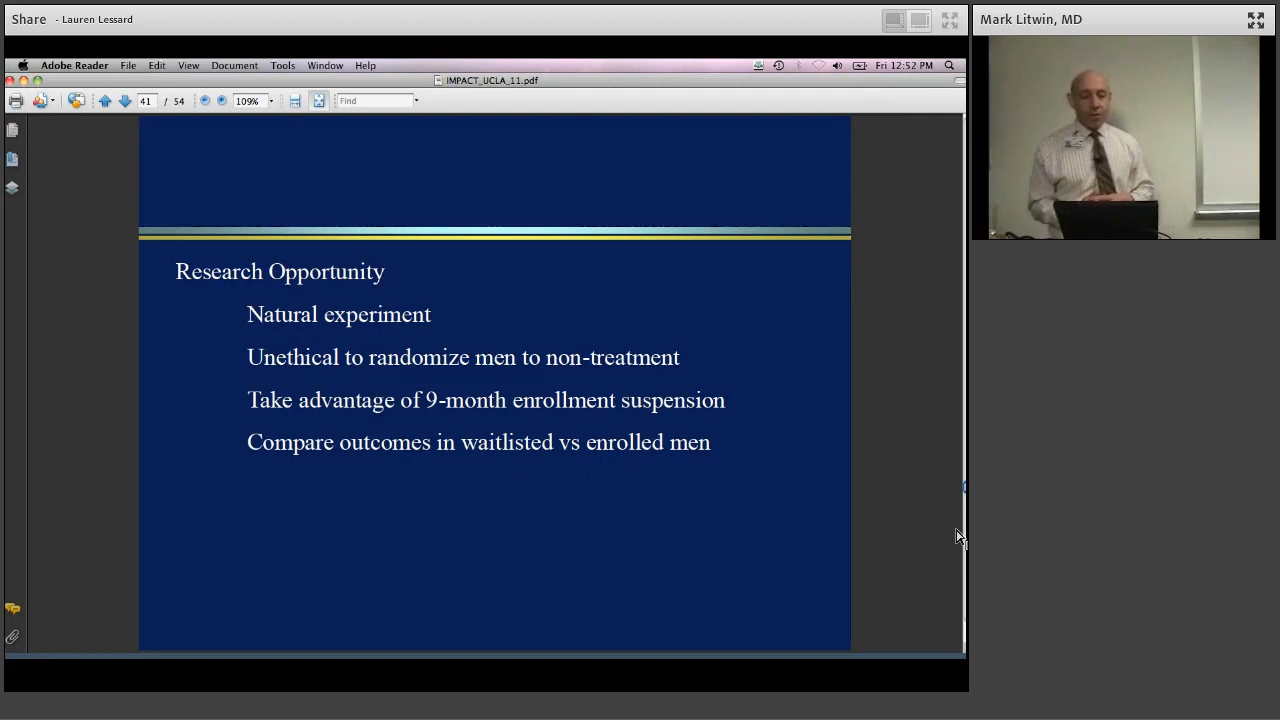 Share - Lauren Lessard
Mark Litwin, MD
Adobe Reader File Edit View Document Tools Window Help
Fri 12:52 PM
IMPACT_UCLA_11.pdf
41 / 54
109%
Find
Research Opportunity
Natural experiment
Unethical to randomize men to non-treatment
Take advantage of 9-month enrollment suspension
Compare outcomes in waitlisted vs enrolled men